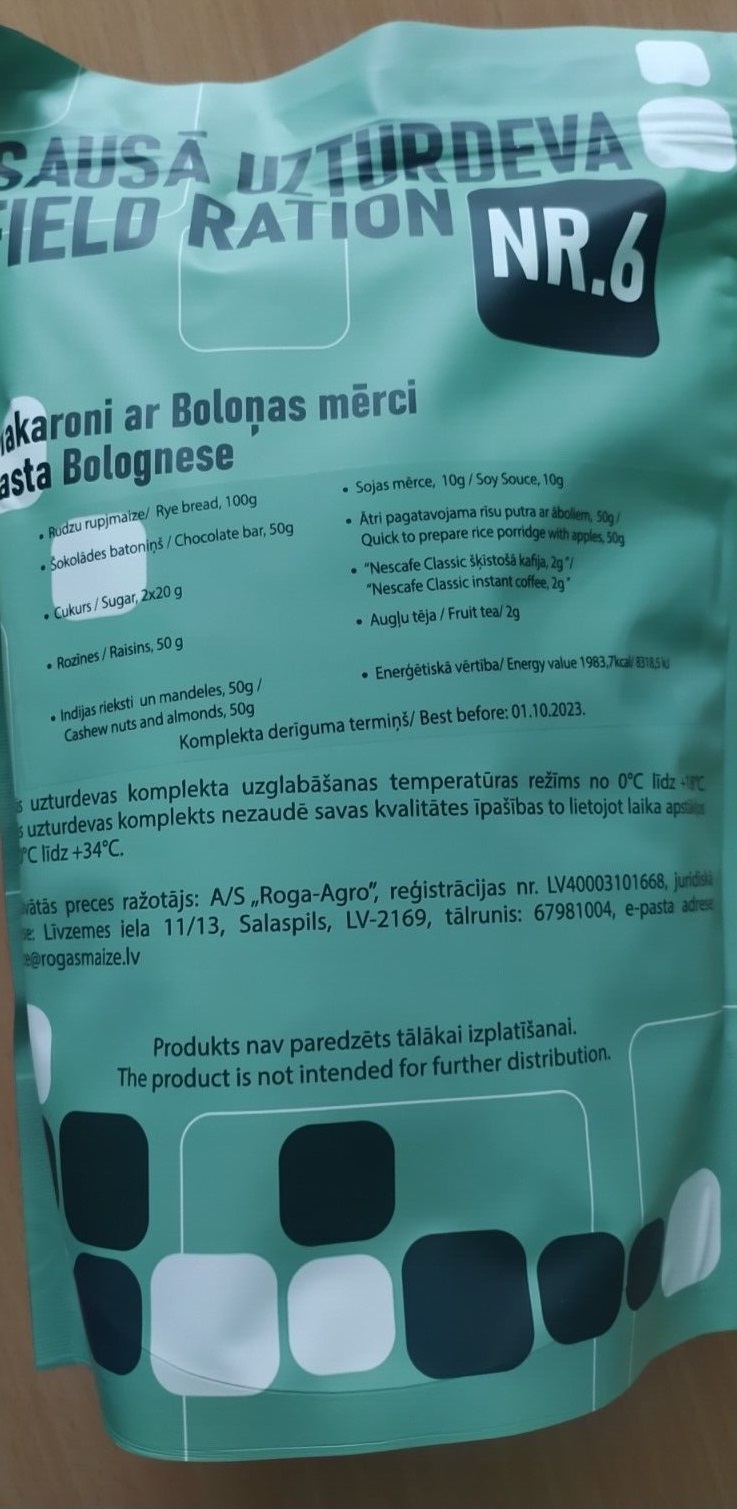 SAUSĀ UZTURDEVA
FIELD RATION
NR.6
akaroni ar Boloņas mērci
asta Bolognese
• Rudzu rupjmaize/ Rye bread, 100g
• Šokolādes batoniņš / Chocolate bar, 50g
• Cukurs / Sugar, 2x20 g
• Rozīnes / Raisins, 50 g
• Indijas rieksti un mandeles, 50g /
Cashew nuts and almonds, 50g
• Sojas mērce, 10g / Soy Souce, 10g
• Ātri pagatavojama rīsu putra ar āboliem, 50g /
Quick to prepare rice porridge with apples, 50g
• "Nescafe Classic šķīstošā kafija, 2g"/
"Nescafe Classic instant coffee, 2g"
• Augļu tēja / Fruit tea/ 2g
• Enerģētiskā vērtība/ Energy value 1983,7kcal/ 8318,5 kJ
Komplekta derīguma termiņš/ Best before: 01.10.2023.
s uzturdevas komplekta uzglabāšanas temperatūras režīms no 0°C līdz +18°C
s uzturdevas komplekts nezaudē savas kvalitātes īpašības to lietojot laika
°C līdz +34°C.
vātās preces ražotājs: A/S „Roga-Agro”, reģistrācijas nr. LV40003101668, juridiskā
se: Līvzemes iela 11/13, Salaspils, LV-2169, tālrunis: 67981004, e-pasta adrese
e@rogasmaize.lv
Produkts nav paredzēts tālākai izplatīšanai.
The product is not intended for further distribution.